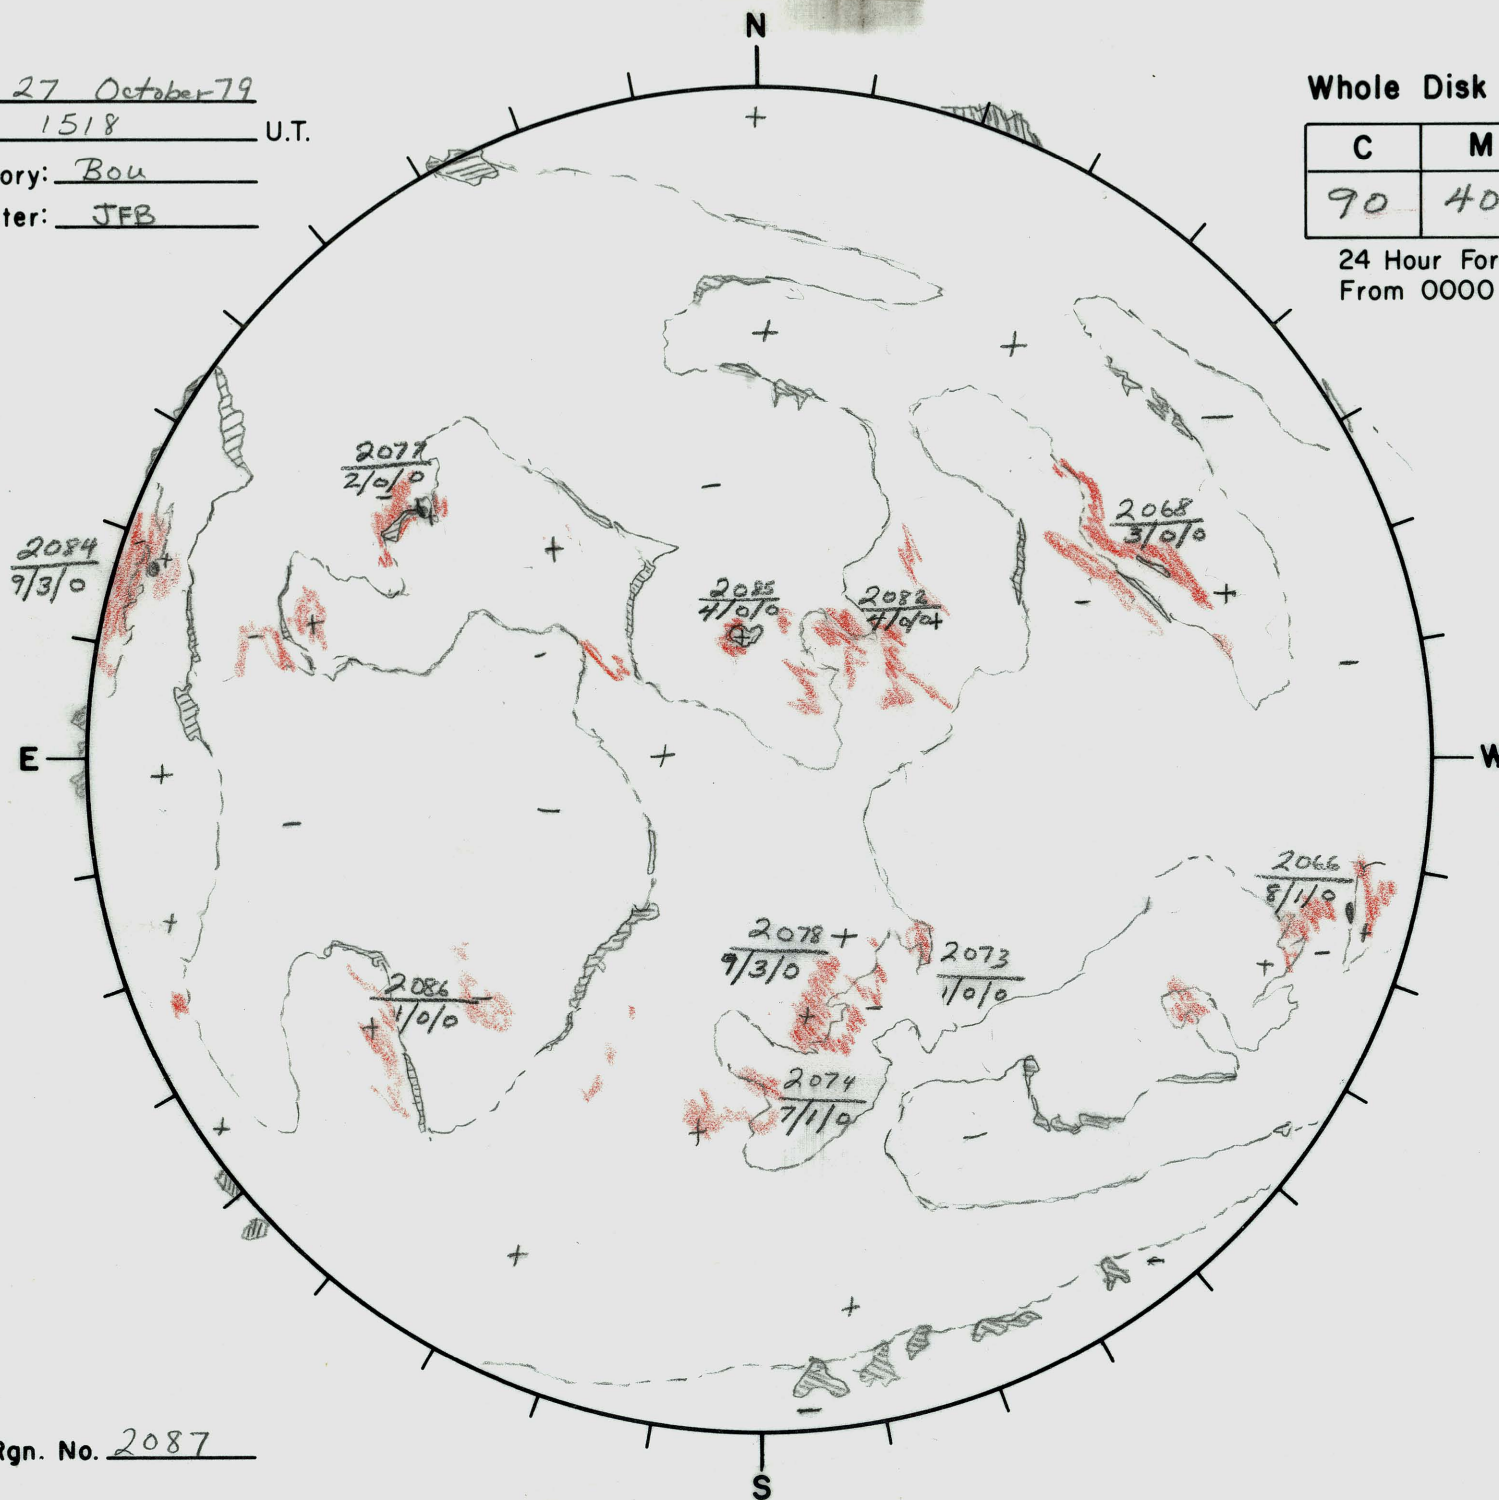 N
27 October 79
1518 U.T.
ory: Bou
ter: JFB
Whole Disk
C M
90 40
24 Hour For
From 0000
2077
2/0/0
2084
9/3/0
2068
3/0/0
2085
4/0/0
2082
4/0/0
E
W
2066
8/1/0
2078
9/3/0
2073
1/0/0
2086
1/0/0
2074
7/1/0
Rgn. No. 2087
S